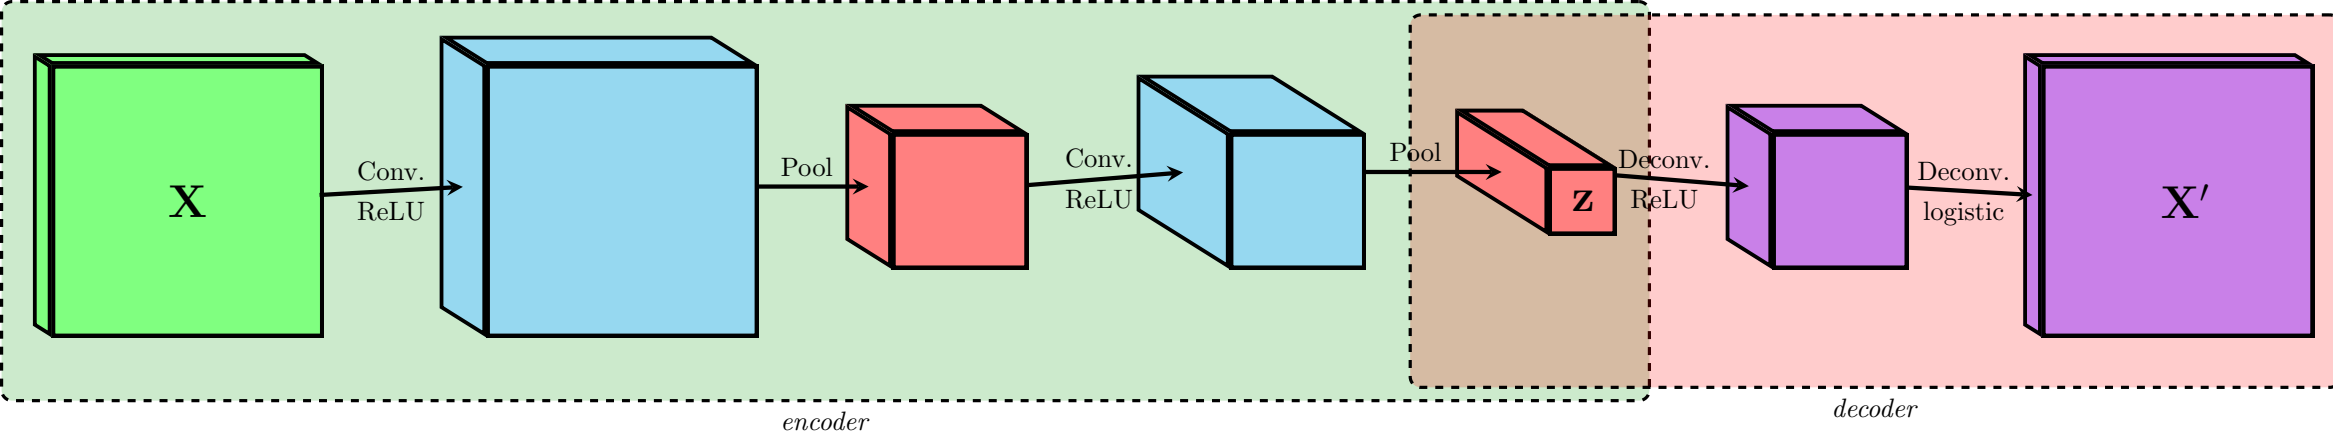 X
Conv.
ReLU
Pool
Conv.
ReLU
Pool
z
Deconv.
ReLU
Deconv.
logistic
X′
encoder
decoder